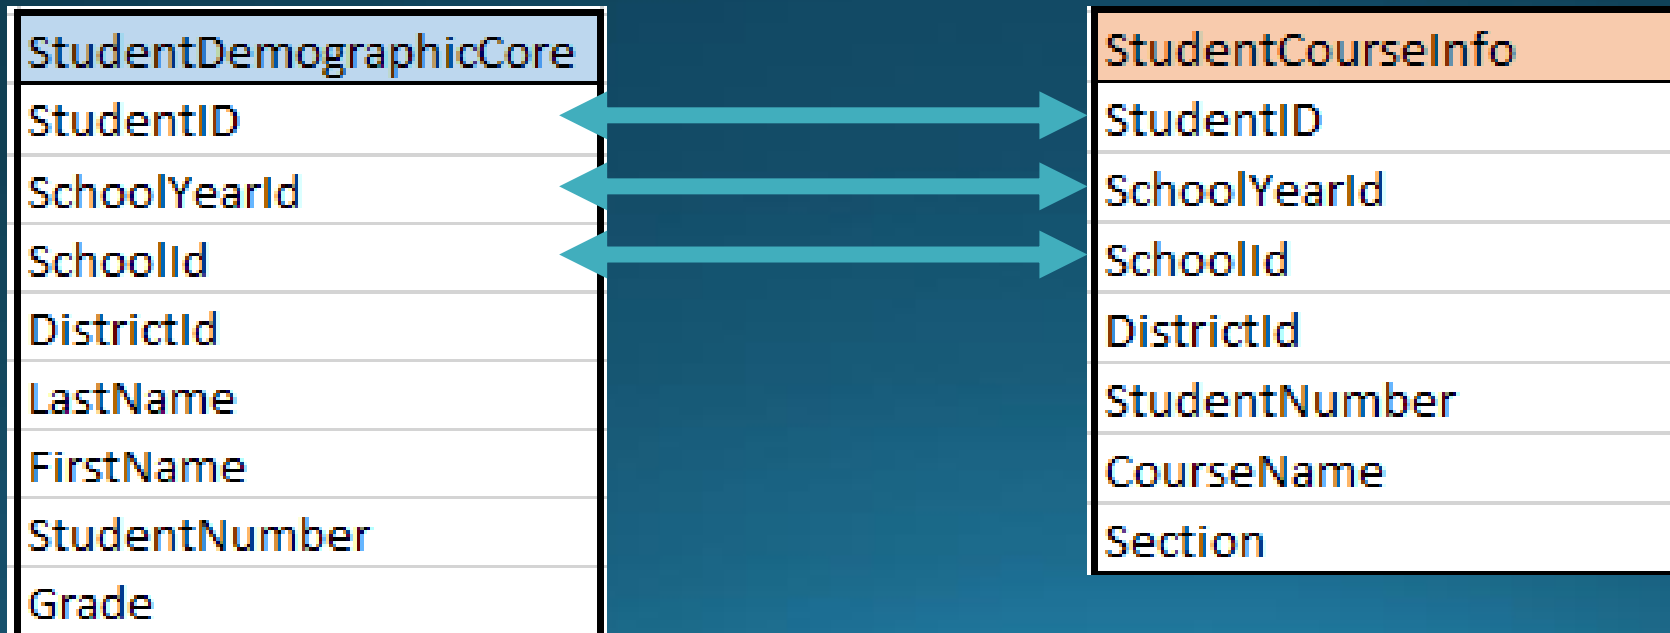 StudentDemographicCore
StudentID
SchoolYearId
SchoolId
DistrictId
LastName
FirstName
StudentNumber
Grade
StudentCourseInfo
StudentID
SchoolYearId
SchoolId
DistrictId
StudentNumber
CourseName
Section